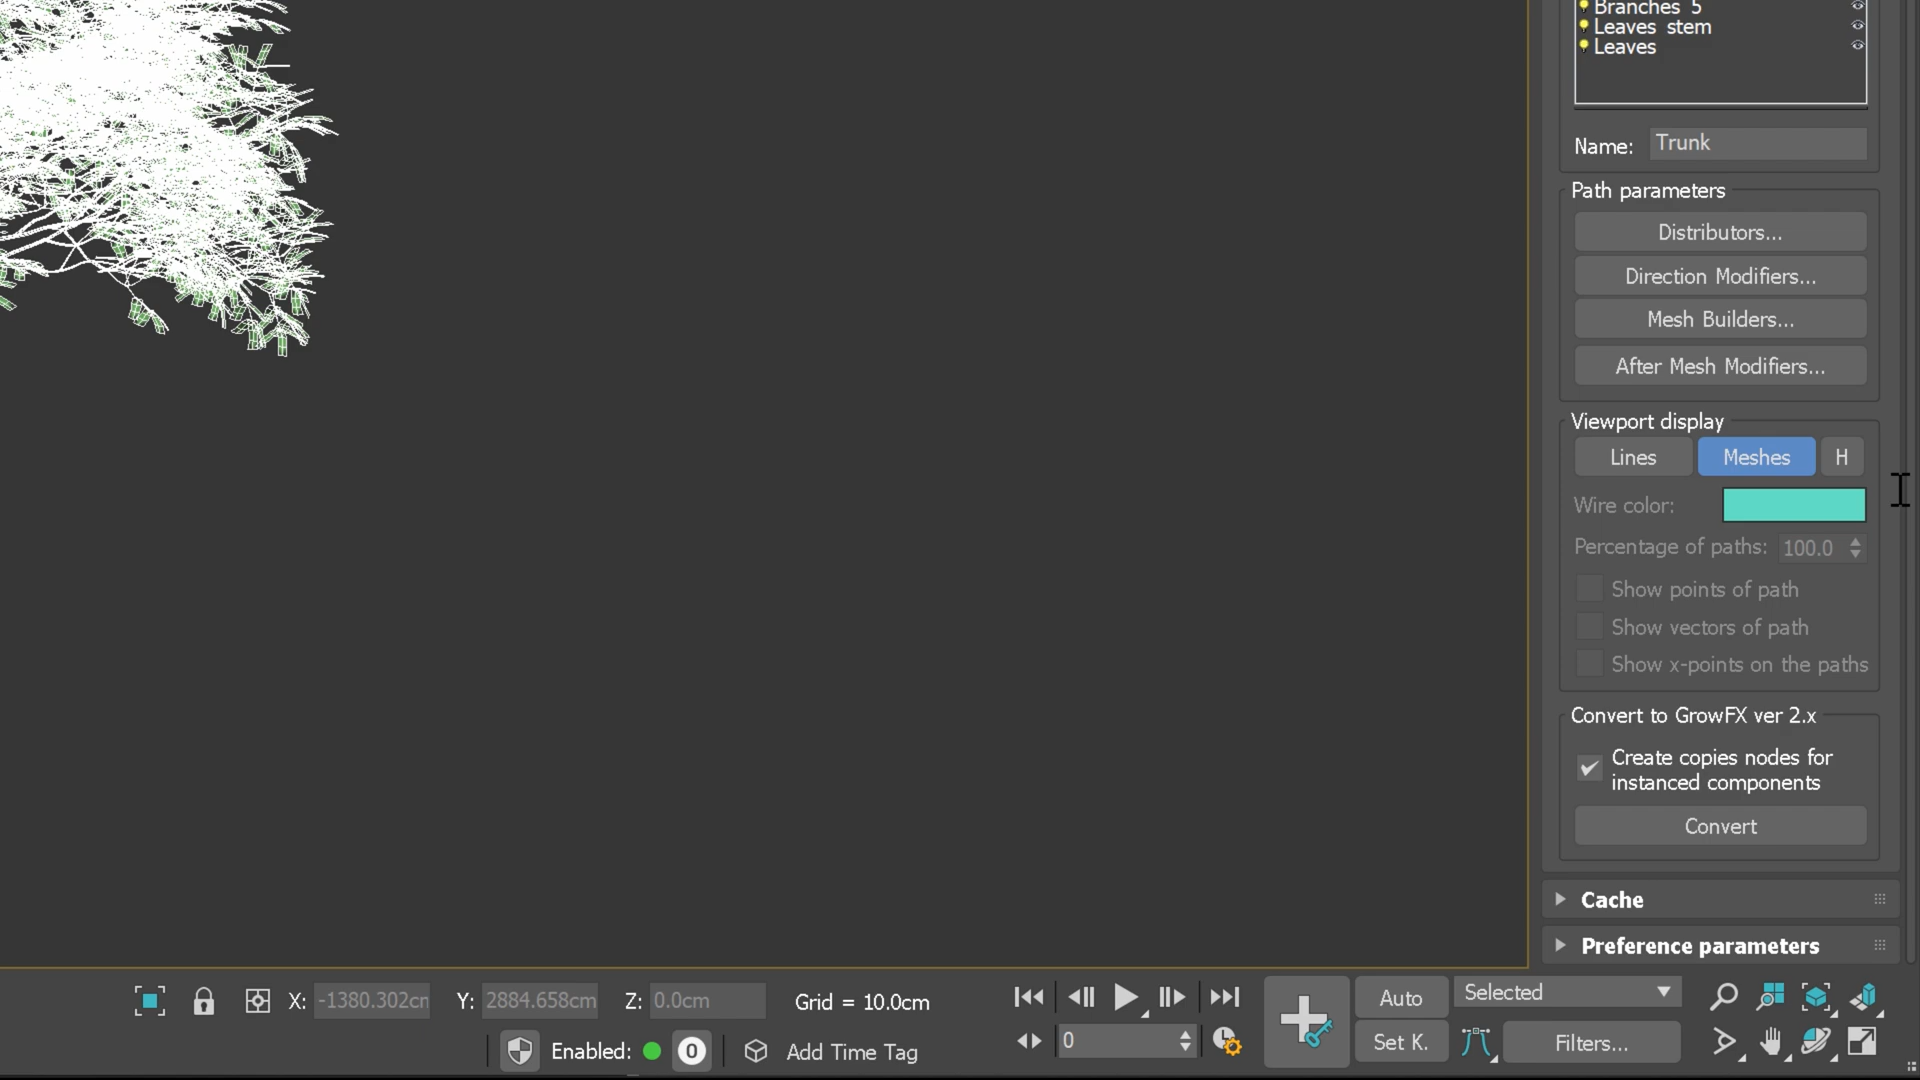 Branches 5
Leaves stem
Leaves
Name: Trunk
Path parameters
Distributors...
Direction Modifiers...
Mesh Builders...
After Mesh Modifiers...
Viewport display
Lines Meshes H
Wire color:
Percentage of paths: 100.0
Show points of path
Show vectors of path
Show x-points on the paths
Convert to GrowFX ver 2.x
Create copies nodes for
instanced components
Convert
Cache
Preference parameters
X: -1380.302cm Y: 2884.658cm Z: 0.0cm Grid = 10.0cm Auto Selected
Enabled: 0 Add Time Tag 0 Set K. Filters...